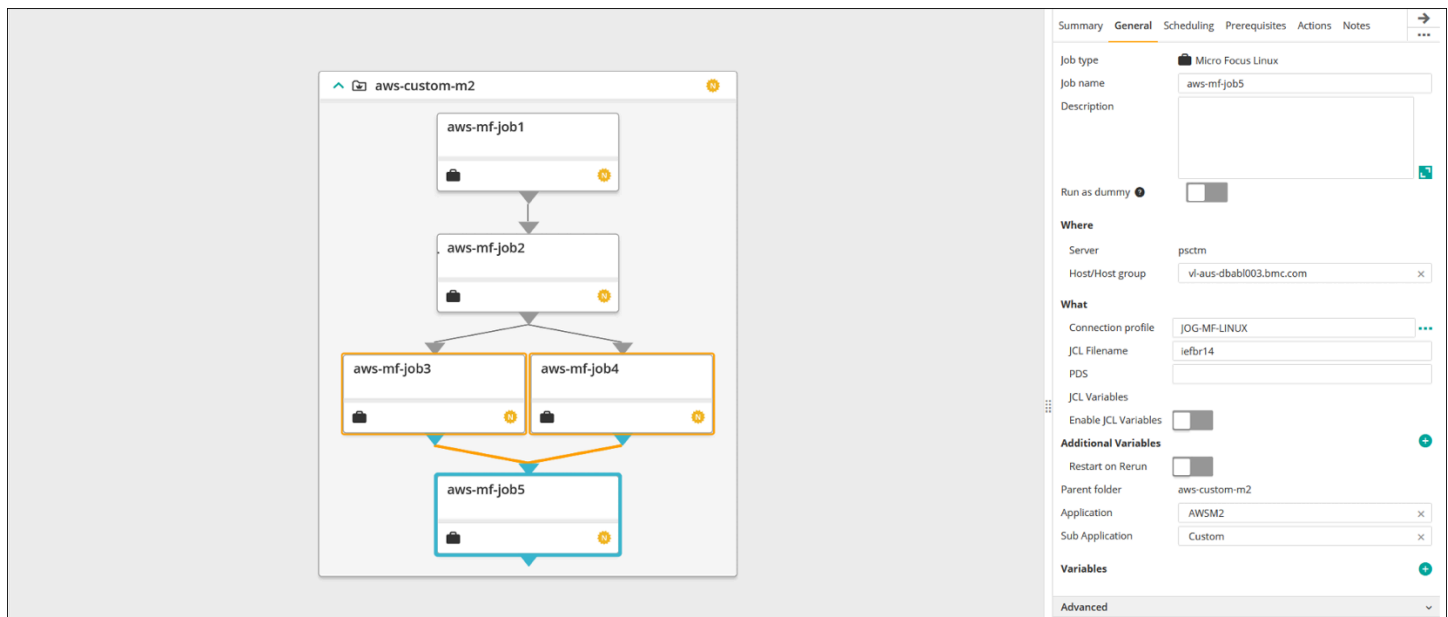 aws-custom-m2
N
aws-mf-job1
N
aws-mf-job2
N
aws-mf-job3
N
aws-mf-job4
N
aws-mf-job5
N
Summary General Scheduling Prerequisites Actions Notes
Job type Micro Focus Linux
Job name aws-mf-job5
Description
Run as dummy ?
Where
Server psctm
Host/Host group vl-aus-dbabl003.bmc.com ×
What
Connection profile JOG-MF-LINUX
JCL Filename iefbr14
PDS
JCL Variables
Enable JCL Variables
Additional Variables
Restart on Rerun
Parent folder aws-custom-m2
Application AWSM2 ×
Sub Application Custom ×
Variables
Advanced